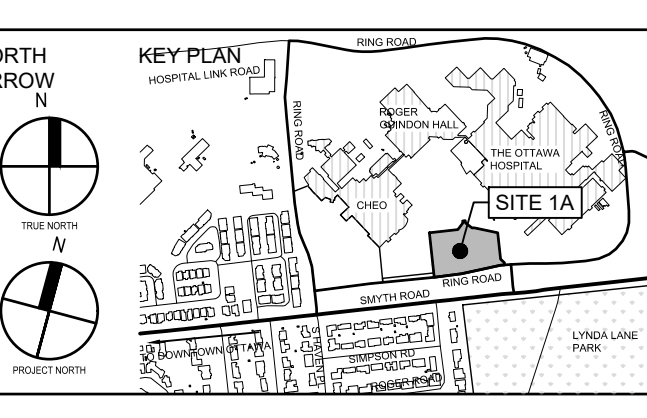 ORTH
RROW
N
TRUE NORTH
N
PROJECT NORTH
KEY PLAN
HOSPITAL LINK ROAD
RING ROAD
RING ROAD
ROGER
GUINDON HALL
RING ROAD
THE OTTAWA
HOSPITAL
CHEO
SITE 1A
RING ROAD
SMYTH ROAD
TO DOWNTOWN OTTAWA
SIMPSON RD
ROGER ROAD
LYNDA LANE
PARK